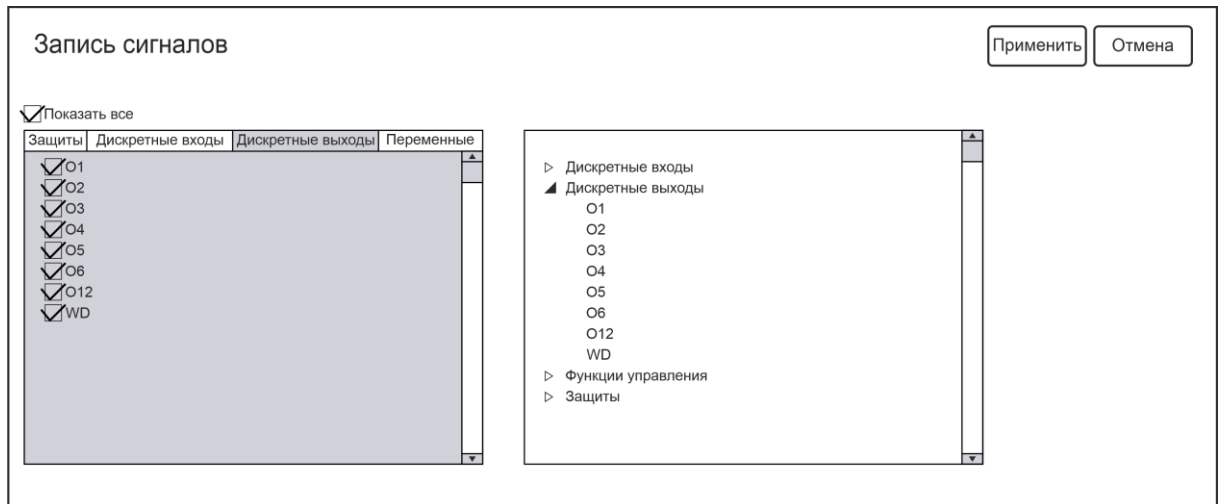 Запись сигналов
Применить
Отмена
Показать все
Защиты Дискретные входы Дискретные выходы Переменные
O1
O2
O3
O4
O5
O6
O12
WD
Дискретные входы
Дискретные выходы
O1
O2
O3
O4
O5
O6
O12
WD
Функции управления
Защиты